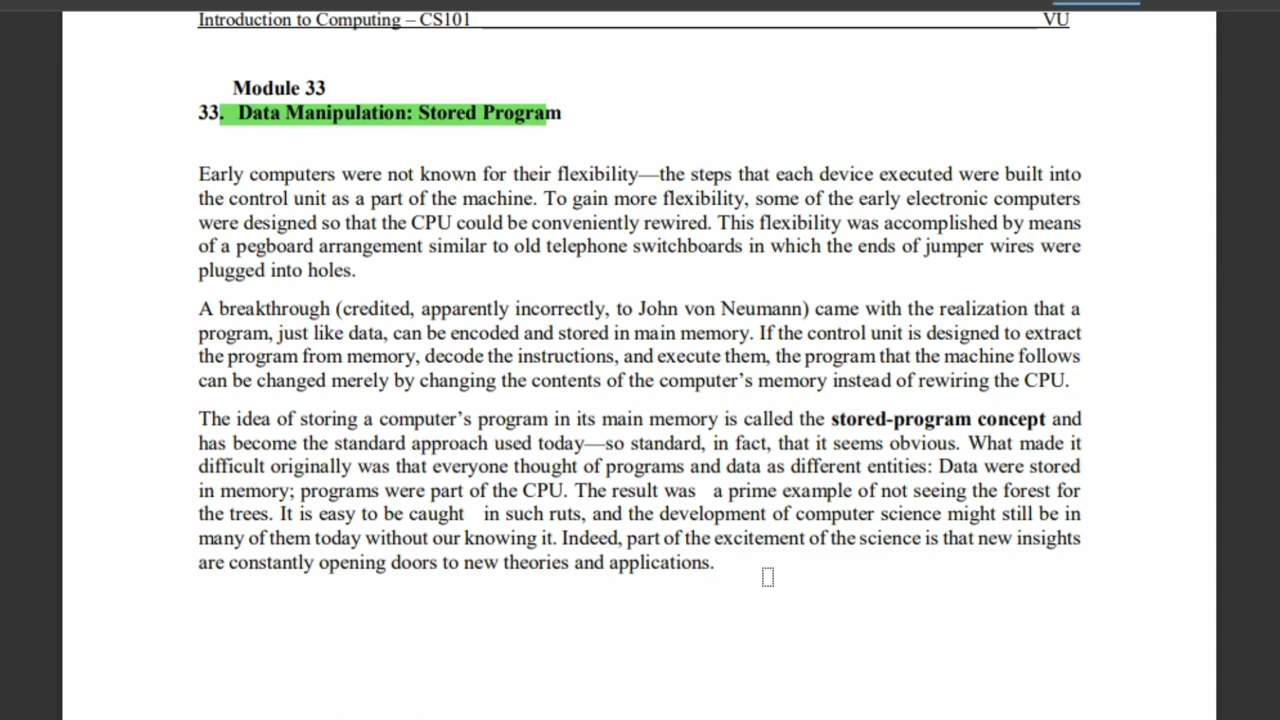 Introduction to Computing – CS101 VU
Module 33
33. Data Manipulation: Stored Program
Early computers were not known for their flexibility—the steps that each device executed were built into
the control unit as a part of the machine. To gain more flexibility, some of the early electronic computers
were designed so that the CPU could be conveniently rewired. This flexibility was accomplished by means
of a pegboard arrangement similar to old telephone switchboards in which the ends of jumper wires were
plugged into holes.
A breakthrough (credited, apparently incorrectly, to John von Neumann) came with the realization that a
program, just like data, can be encoded and stored in main memory. If the control unit is designed to extract
the program from memory, decode the instructions, and execute them, the program that the machine follows
can be changed merely by changing the contents of the computer’s memory instead of rewiring the CPU.
The idea of storing a computer’s program in its main memory is called the stored-program concept and
has become the standard approach used today—so standard, in fact, that it seems obvious. What made it
difficult originally was that everyone thought of programs and data as different entities: Data were stored
in memory; programs were part of the CPU. The result was a prime example of not seeing the forest for
the trees. It is easy to be caught in such ruts, and the development of computer science might still be in
many of them today without our knowing it. Indeed, part of the excitement of the science is that new insights
are constantly opening doors to new theories and applications.